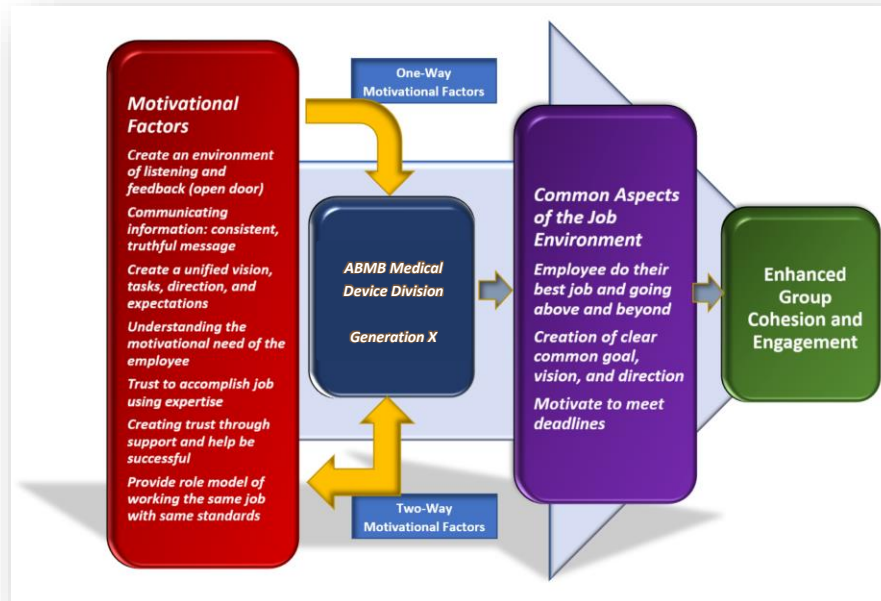 One-Way
Motivational Factors
Motivational
Factors
Create an environment
of listening and
feedback (open door)
Communicating
information: consistent,
truthful message
Create a unified vision,
tasks, direction, and
expectations
Understanding the
motivational need of the
employee
Trust to accomplish job
using expertise
Creating trust through
support and help be
successful
Provide role model of
working the same job
with same standards
ABMB Medical
Device Division
Generation X
Two-Way
Motivational Factors
Common Aspects
of the Job
Environment
Employee do their
best job and going
above and beyond
Creation of clear
common goal,
vision, and direction
Motivate to meet
deadlines
Enhanced
Group
Cohesion and
Engagement